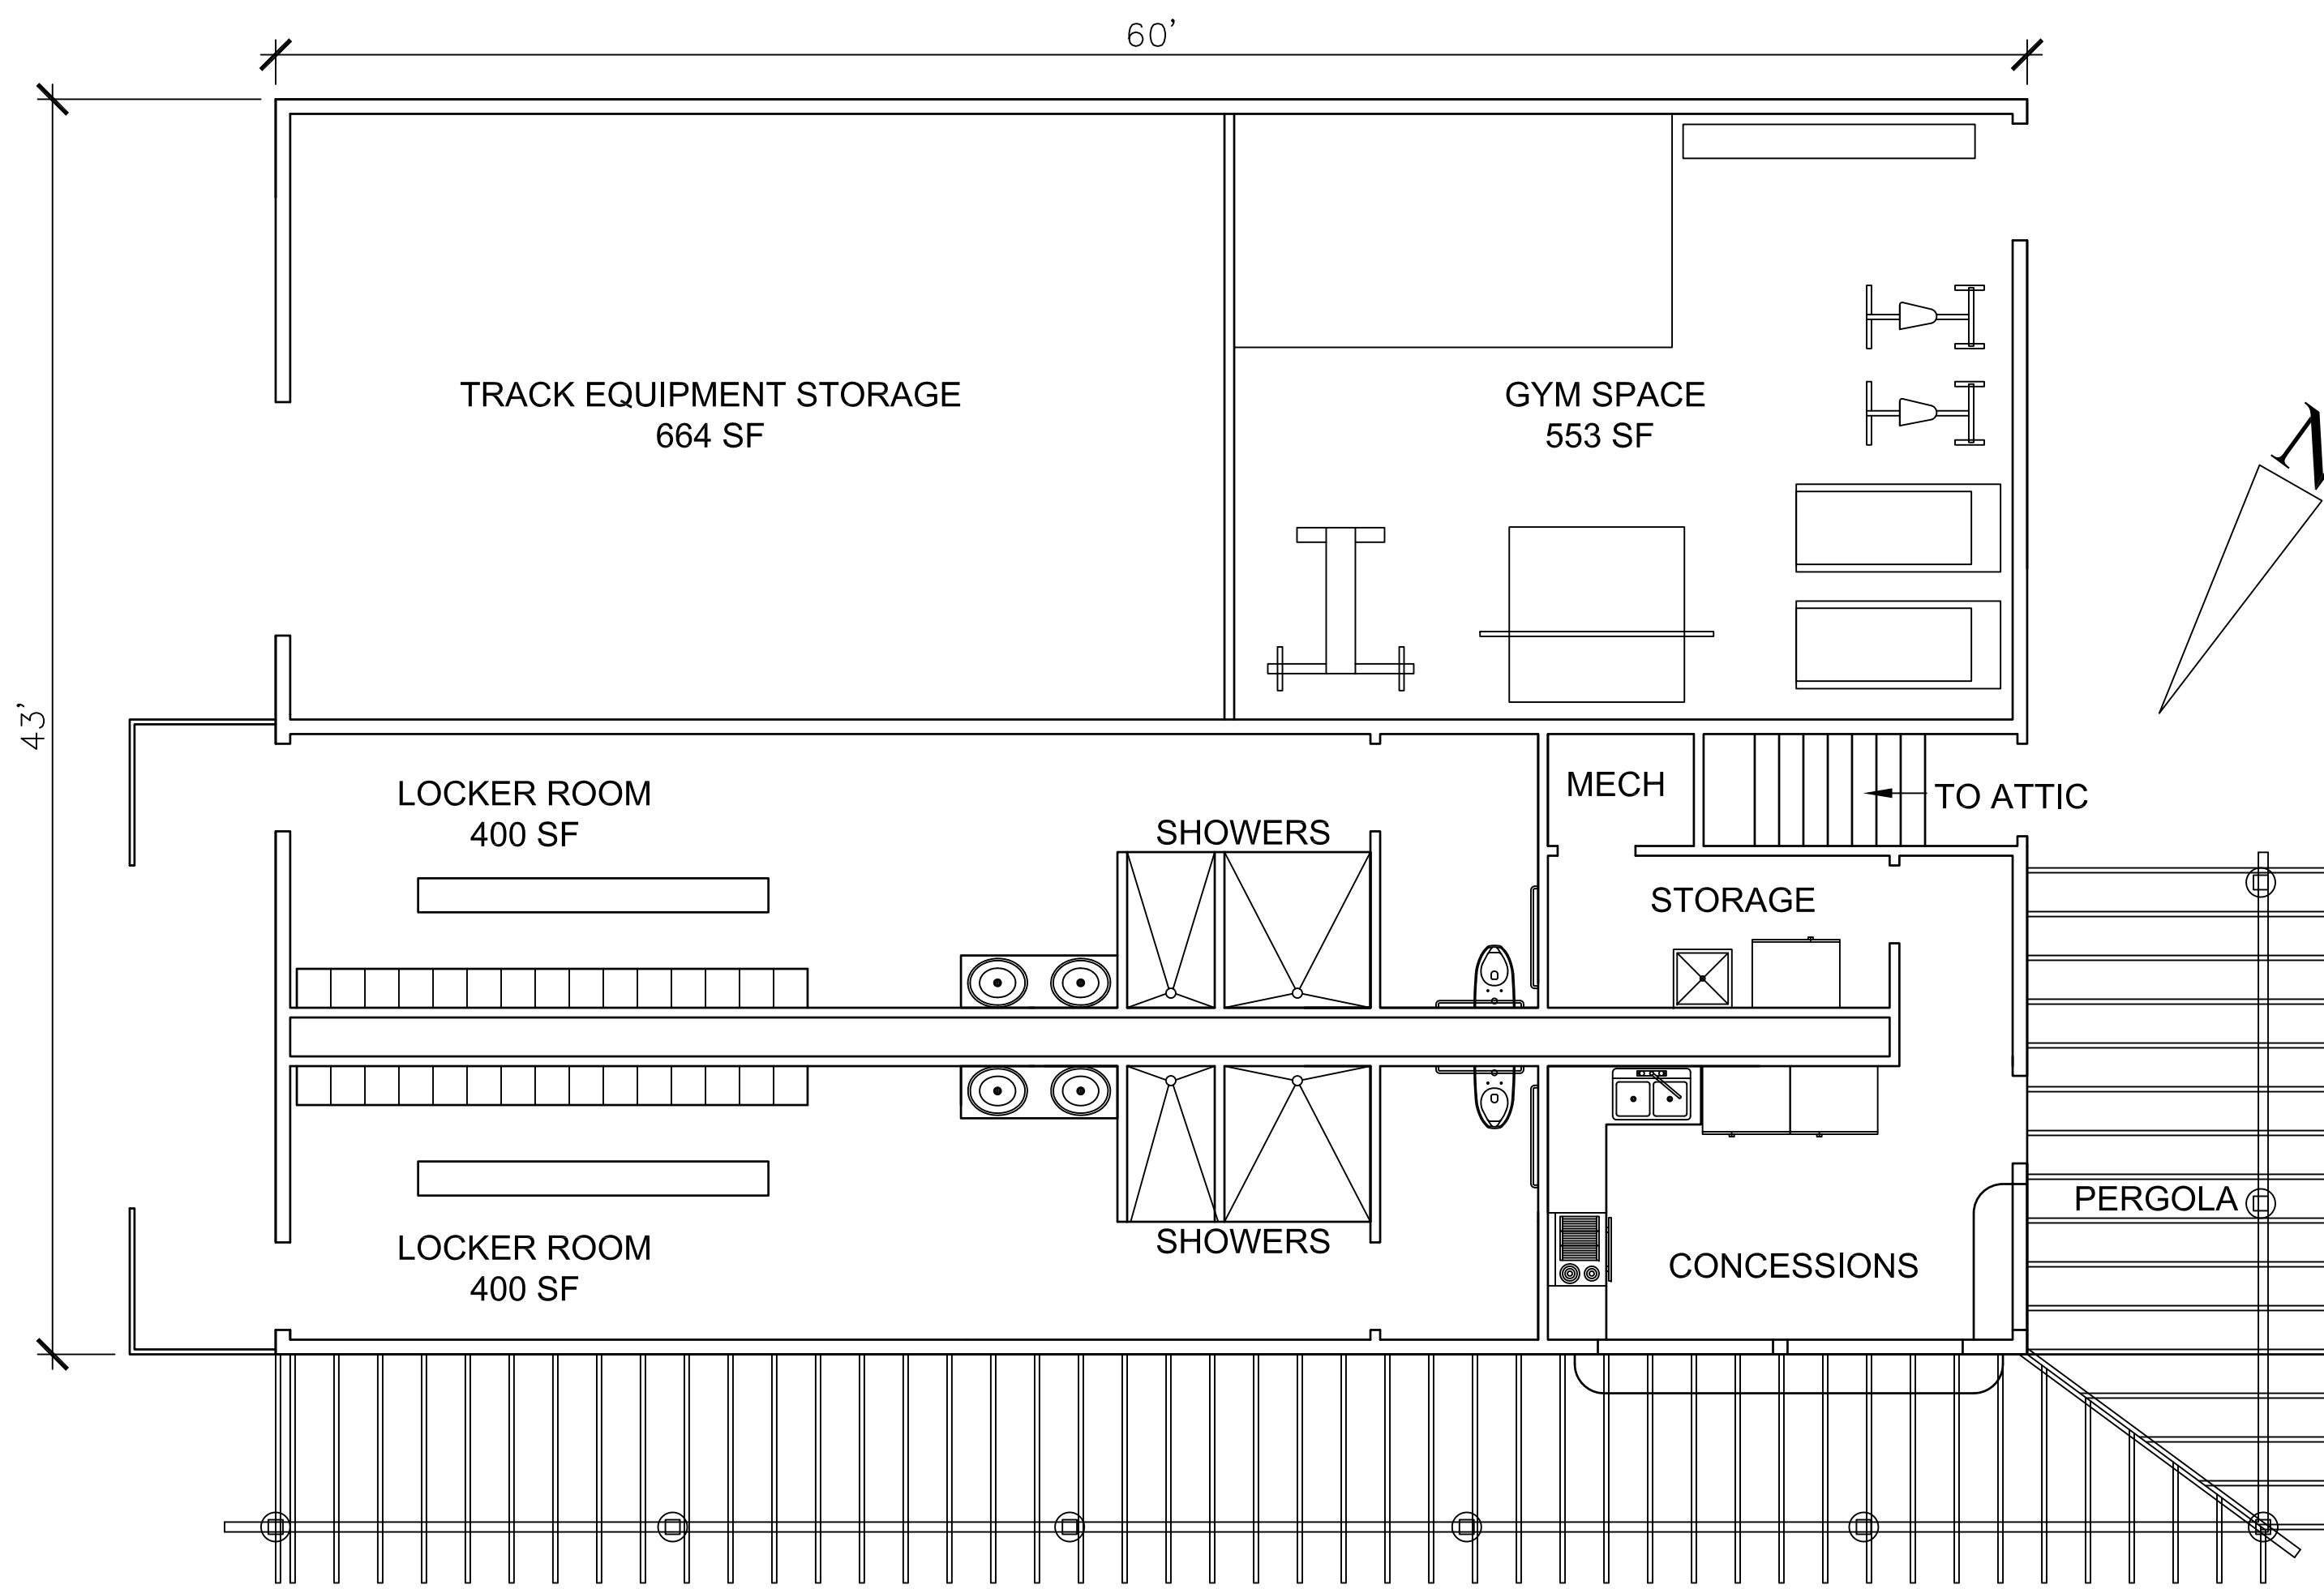 60'
43'
TRACK EQUIPMENT STORAGE
664 SF
GYM SPACE
553 SF
N
LOCKER ROOM
400 SF
SHOWERS
MECH
TO ATTIC
STORAGE
PERGOLA
LOCKER ROOM
400 SF
SHOWERS
CONCESSIONS